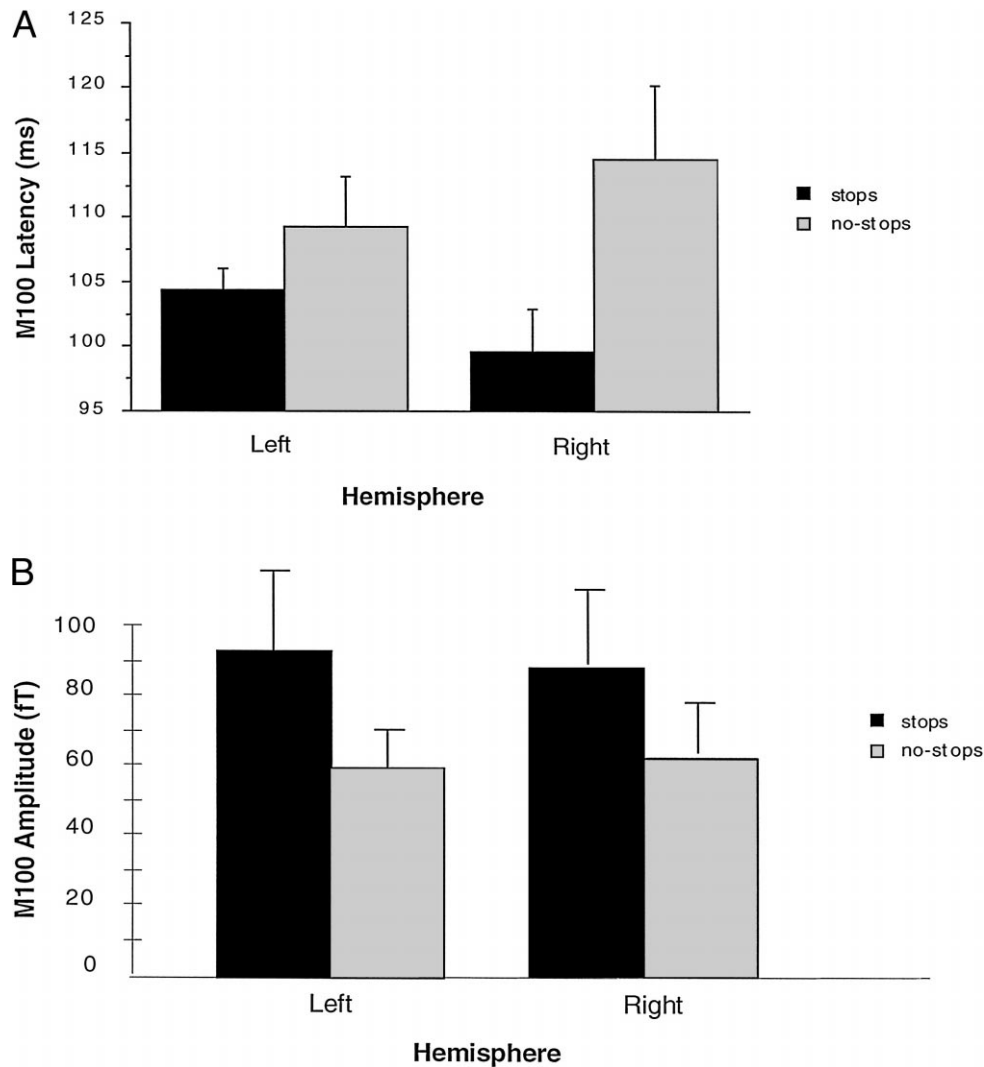 A
M100 Latency (ms)
125
120
115
110
105
100
95
stops
no-stops
Left
Right
Hemisphere
B
M100 Amplitude (fT)
100
80
60
40
20
0
stops
no-stops
Left
Right
Hemisphere